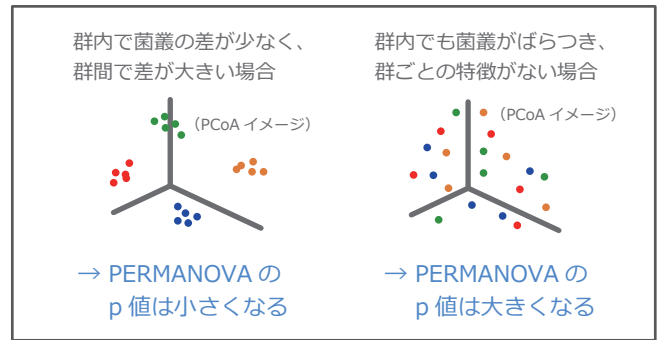 群内で菌叢の差が少なく、
群間で差が大きい場合
（PCoA イメージ）
→ PERMANOVA の
p 値は小さくなる
群内でも菌叢がばらつき、
群ごとの特徴がない場合
（PCoA イメージ）
→ PERMANOVA の
p 値は大きくなる